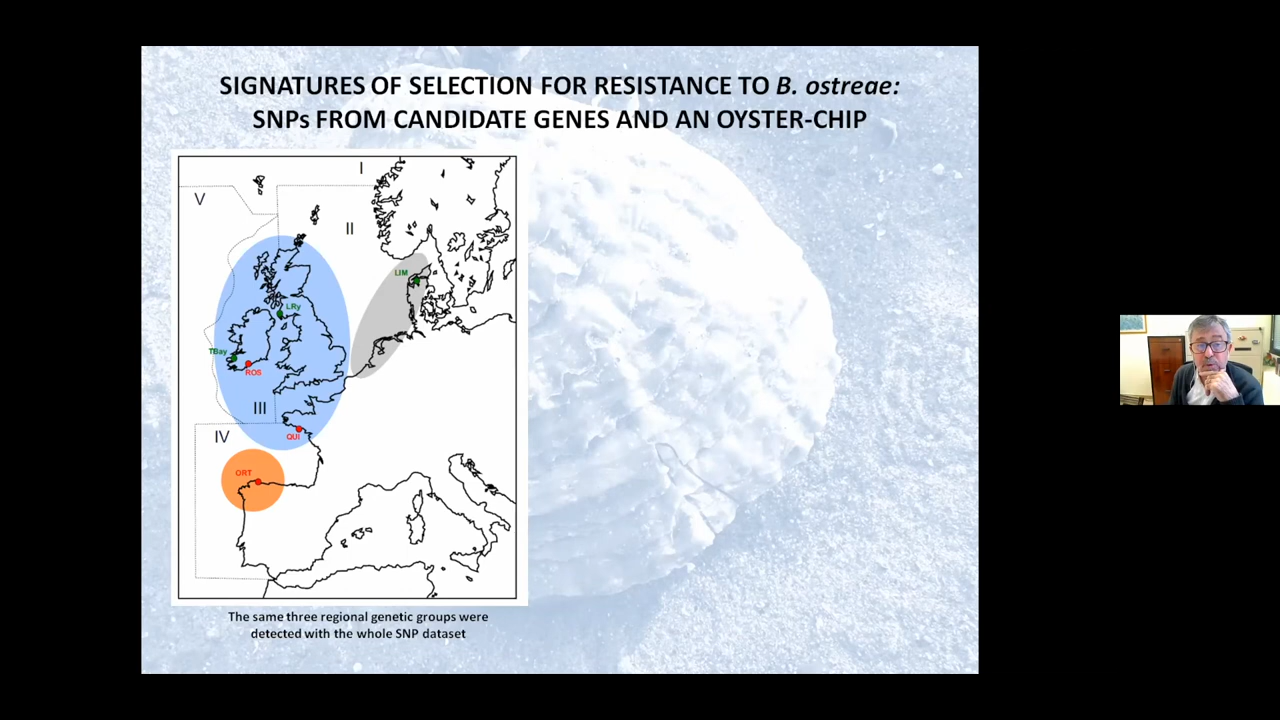 SIGNATURES OF SELECTION FOR RESISTANCE TO B. ostreae:
SNPs FROM CANDIDATE GENES AND AN OYSTER-CHIP
I
V
II
LIM
LRy
TBay
ROS
III
IV
QUI
ORT
The same three regional genetic groups were
detected with the whole SNP dataset